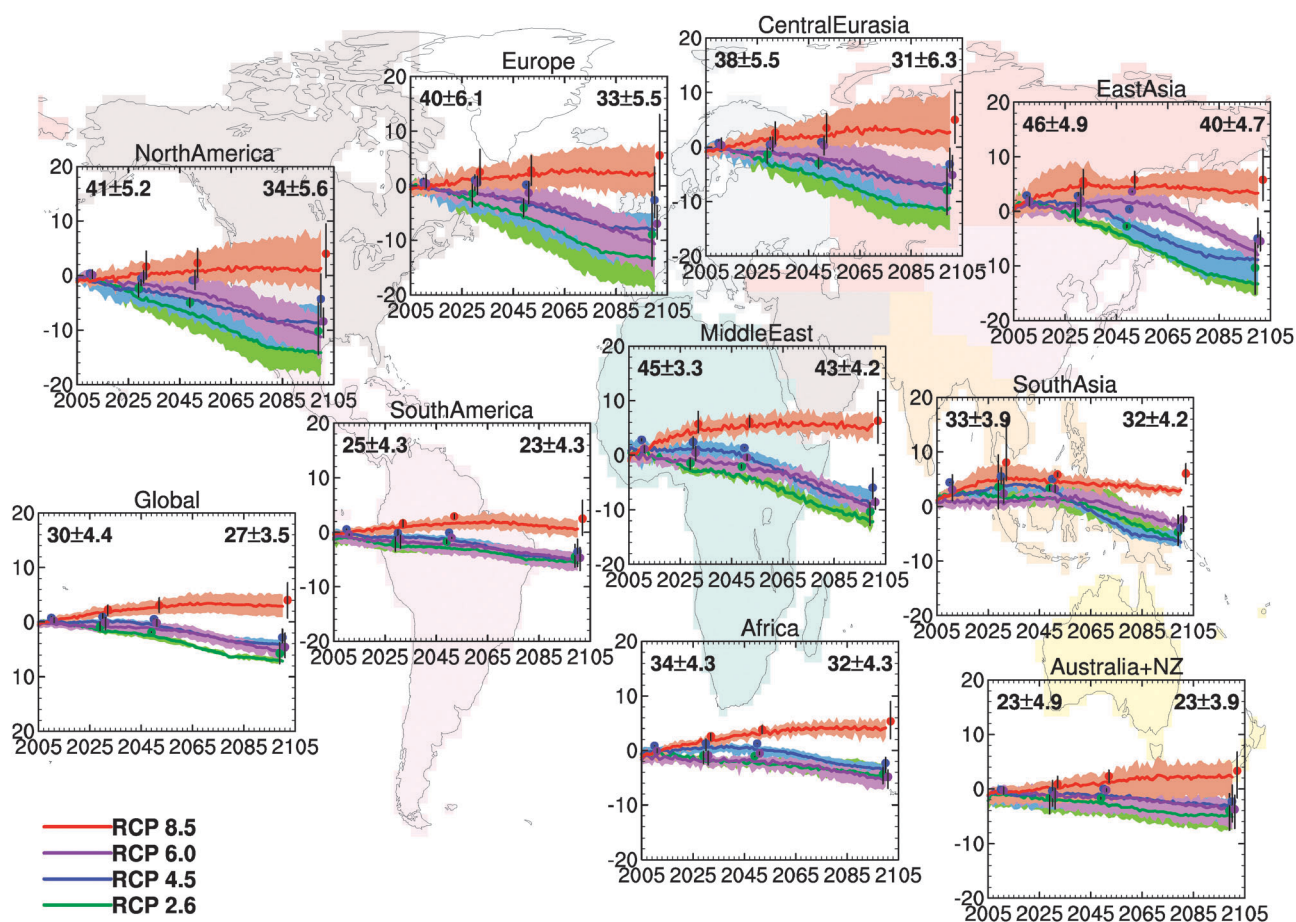 CentralEurasia
38±5.5 31±6.3
20
10
0
-10
-20
2005 2025 2045 2065 2085 2105
Europe
40±6.1 33±5.5
20
10
0
-10
-20
2005 2025 2045 2065 2085 2105
EastAsia
46±4.9 40±4.7
20
10
0
-10
-20
2005 2025 2045 2065 2085 2105
NorthAmerica
41±5.2 34±5.6
20
10
0
-10
-20
2005 2025 2045 2065 2085 2105
MiddleEast
45±3.3 43±4.2
20
10
0
-10
-20
2005 2025 2045 2065 2085 2105
SouthAsia
33±3.9 32±4.2
20
10
0
-10
-20
2005 2025 2045 2065 2085 2105
SouthAmerica
25±4.3 23±4.3
20
10
0
-10
-20
2005 2025 2045 2065 2085 2105
Global
30±4.4 27±3.5
20
10
0
10
20
2005 2025 2045 2065 2085 2105
Africa
34±4.3 32±4.3
20
10
0
-10
-20
2005 2025 2045 2065 2085 2105
Australia+NZ
23±4.9 23±3.9
20
10
0
-10
-20
2005 2025 2045 2065 2085 2105
RCP 8.5
RCP 6.0
RCP 4.5
RCP 2.6